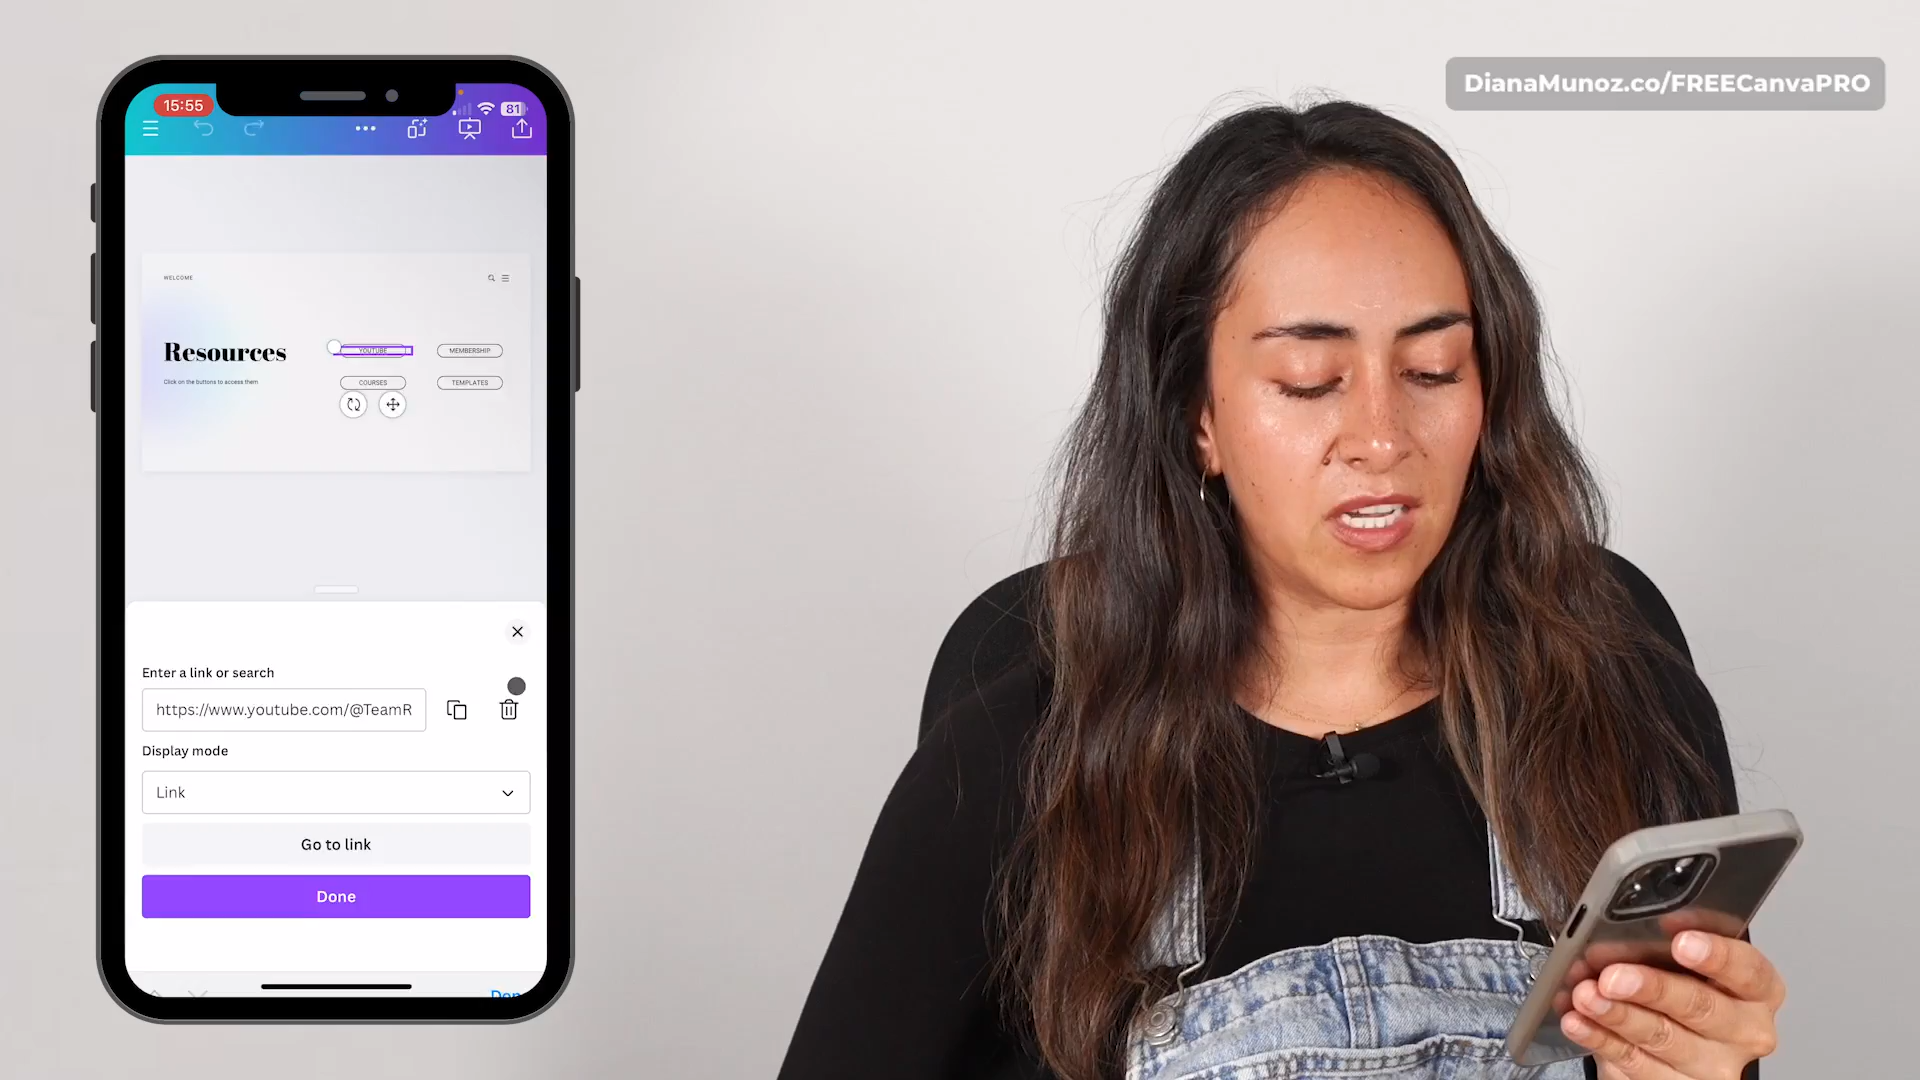 DianaMunoz.co/FREECanvaPRO
15:55
81
WELCOME
Resources
Click on the buttons to access them
YOUTUBE
MEMBERSHIP
COURSES
TEMPLATES
Enter a link or search
https://www.youtube.com/@TeamR
Display mode
Link
Go to link
Done